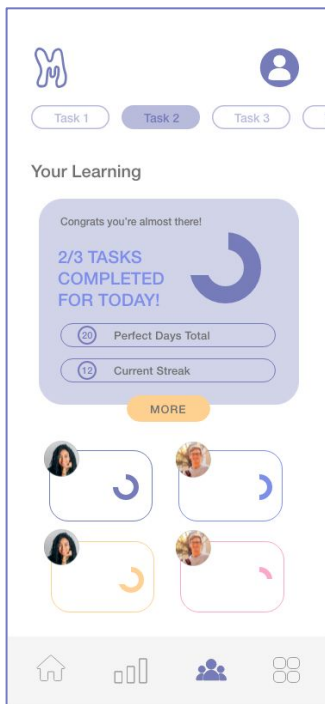 Task 1
Task 2
Task 3
Your Learning
Congrats you're almost there!
2/3 TASKS
COMPLETED
FOR TODAY!
20 Perfect Days Total
12 Current Streak
MORE